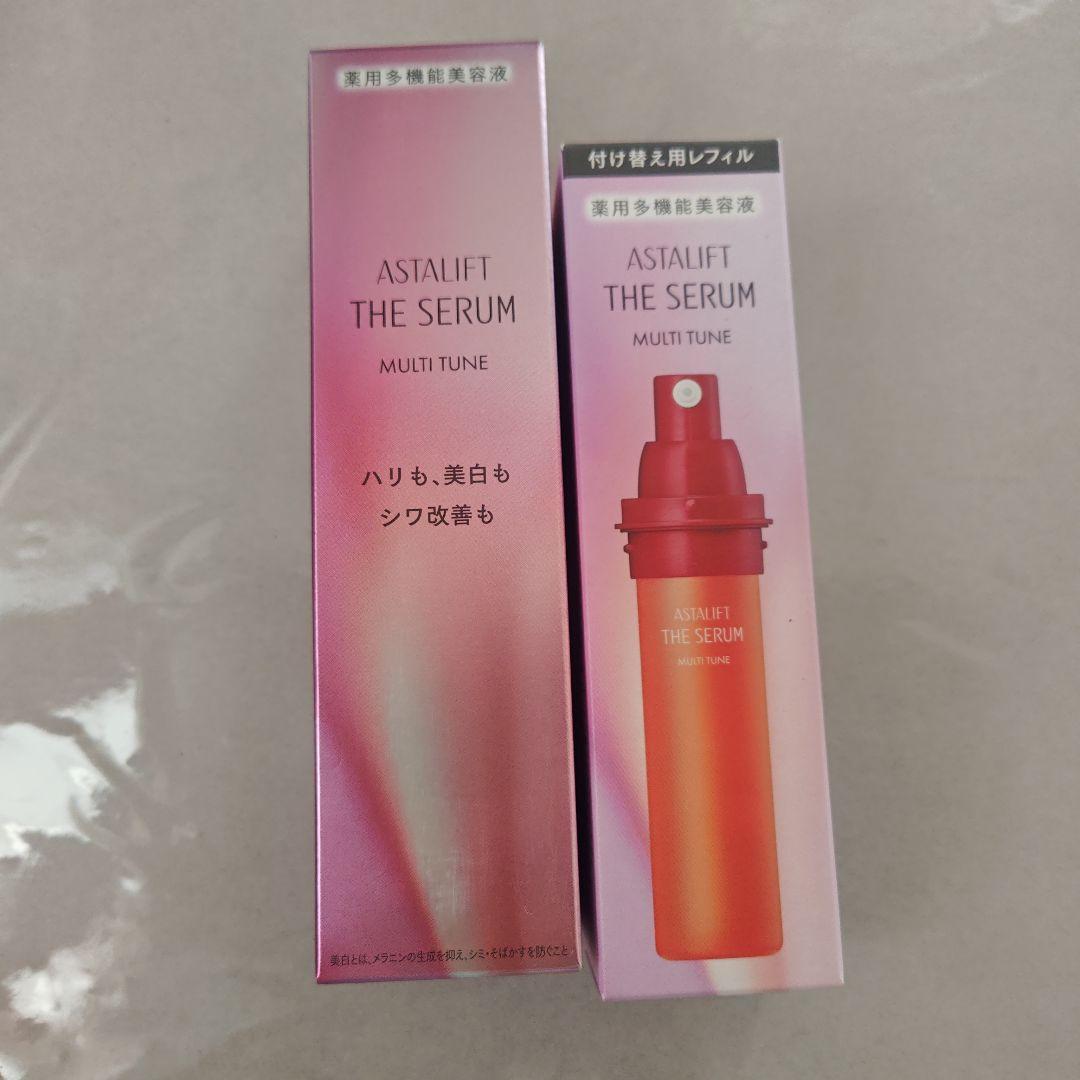 薬用多機能美容液
ASTALIFT
THE SERUM
MULTI TUNE
ハリも、美白も
シワ改善も
美白とは、メラニンの生成を抑え、シミ・そばかすを防ぐこと
付け替え用レフィル
薬用多機能美容液
ASTALIFT
THE SERUM
MULTI TUNE
ASTALIFT
THE SERUM
MULTI TUNE